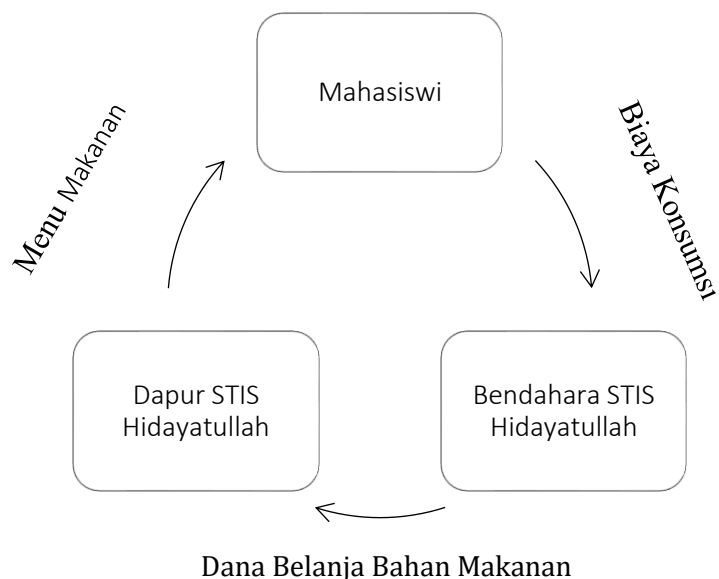 Mahasiswi
Menu Makanan
Biaya Konsumsi
Dapur STIS
Hidayatullah
Bendahara STIS
Hidayatullah
Dana Belanja Bahan Makanan